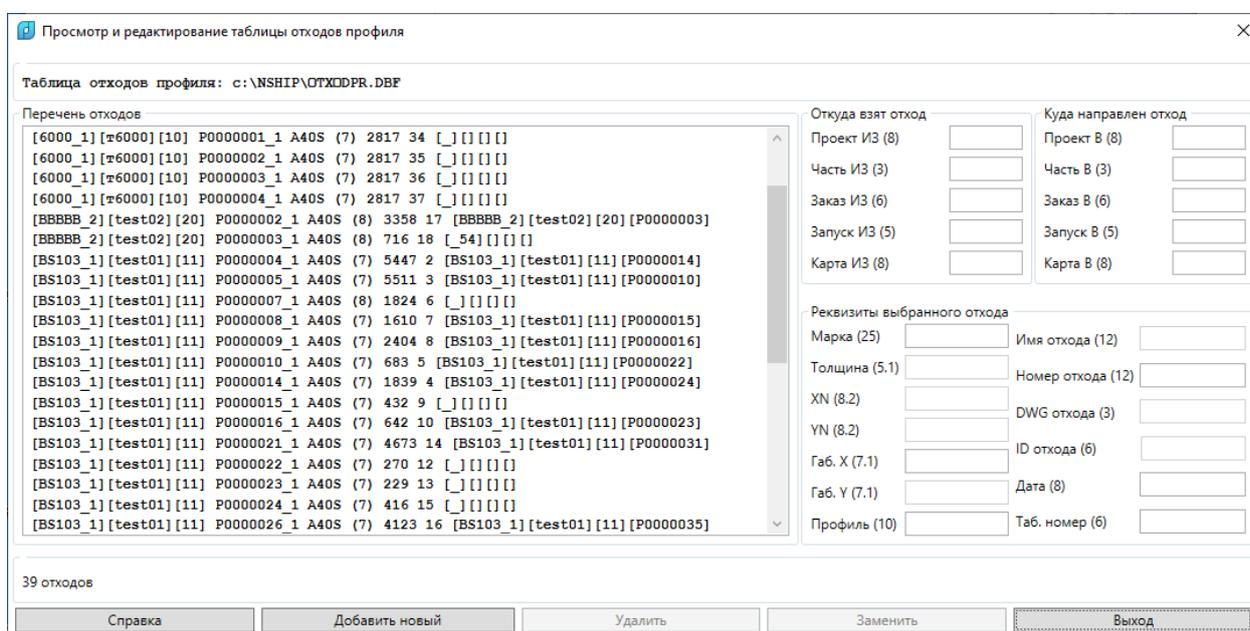 Просмотр и редактирование таблицы отходов профиля
Таблица отходов профиля: c:\NSHIP\OTXODPR.DBF
Перечень отходов
[6000_1][т6000][10] P0000001_1 A40S (7) 2817 34 [_][][][]
[6000_1][т6000][10] P0000002_1 A40S (7) 2817 35 [_][][][]
[6000_1][т6000][10] P0000003_1 A40S (7) 2817 36 [_][][][]
[6000_1][т6000][10] P0000004_1 A40S (7) 2817 37 [_][][][]
[BBBBB_2][test02][20] P0000002_1 A40S (8) 3358 17 [BBBBB_2][test02][20][P0000003]
[BBBBB_2][test02][20] P0000003_1 A40S (8) 716 18 [_54][][][]
[BS103_1][test01][11] P0000004_1 A40S (7) 5447 2 [BS103_1][test01][11][P0000014]
[BS103_1][test01][11] P0000005_1 A40S (7) 5511 3 [BS103_1][test01][11][P0000010]
[BS103_1][test01][11] P0000007_1 A40S (8) 1824 6 [_][][][]
[BS103_1][test01][11] P0000008_1 A40S (7) 1610 7 [BS103_1][test01][11][P0000015]
[BS103_1][test01][11] P0000009_1 A40S (7) 2404 8 [BS103_1][test01][11][P0000016]
[BS103_1][test01][11] P0000010_1 A40S (7) 683 5 [BS103_1][test01][11][P0000022]
[BS103_1][test01][11] P0000014_1 A40S (7) 1839 4 [BS103_1][test01][11][P0000024]
[BS103_1][test01][11] P0000015_1 A40S (7) 432 9 [_][][][]
[BS103_1][test01][11] P0000016_1 A40S (7) 642 10 [BS103_1][test01][11][P0000023]
[BS103_1][test01][11] P0000021_1 A40S (7) 4673 14 [BS103_1][test01][11][P0000031]
[BS103_1][test01][11] P0000022_1 A40S (7) 270 12 [_][][][]
[BS103_1][test01][11] P0000023_1 A40S (7) 229 13 [_][][][]
[BS103_1][test01][11] P0000024_1 A40S (7) 416 15 [_][][][]
[BS103_1][test01][11] P0000026_1 A40S (7) 4123 16 [BS103_1][test01][11][P0000035]
Откуда взят отход
Проект ИЗ (8)
Часть ИЗ (3)
Заказ ИЗ (6)
Запуск ИЗ (5)
Карта ИЗ (8)
Куда направлен отход
Проект В (8)
Часть В (3)
Заказ В (6)
Запуск В (5)
Карта В (8)
Реквизиты выбранного отхода
Марка (25)
Толщина (5.1)
XN (8.2)
YN (8.2)
Габ. X (7.1)
Габ. Y (7.1)
Профиль (10)
Имя отхода (12)
Номер отхода (12)
DWG отхода (3)
ID отхода (6)
Дата (8)
Таб. номер (6)
39 отходов
Справка
Добавить новый
Удалить
Заменить
Выход